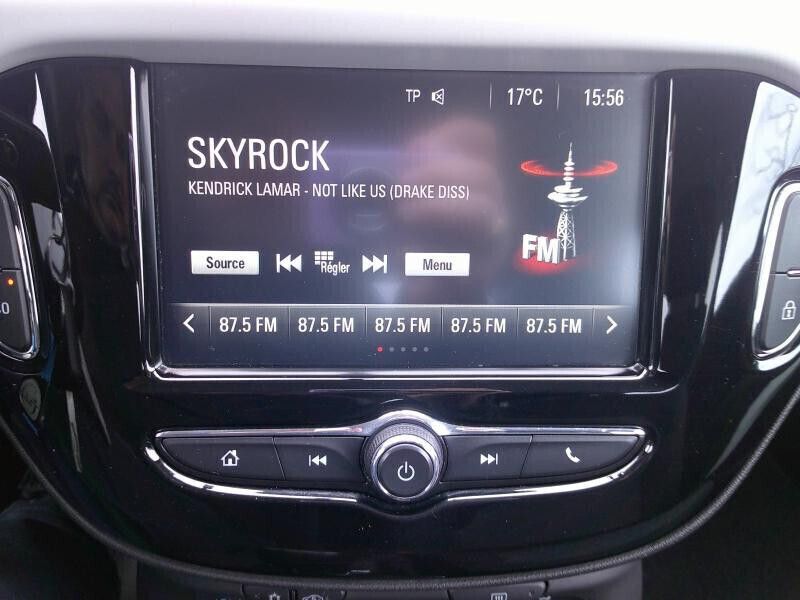 TP 17°C 15:56
SKYROCK
KENDRICK LAMAR - NOT LIKE US (DRAKE DISS)
FM
Source Régler Menu
87.5 FM 87.5 FM 87.5 FM 87.5 FM 87.5 FM